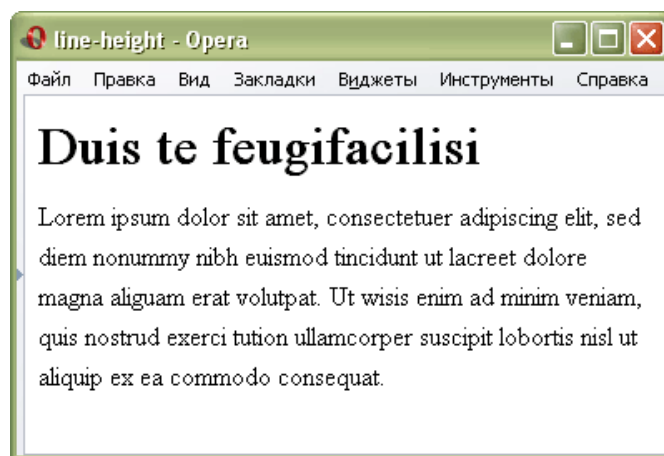 line-height - Opera
Файл Правка Вид Закладки Виджеты Инструменты Справка
Duis te feugifacilisi
Lorem ipsum dolor sit amet, consectetuer adipiscing elit, sed
diem nonummy nibh euismod tincidunt ut lacreet dolore
magna aliguam erat volutpat. Ut wisis enim ad minim veniam,
quis nostrud exerci tution ullamcorper suscipit lobortis nisl ut
aliquip ex ea commodo consequat.